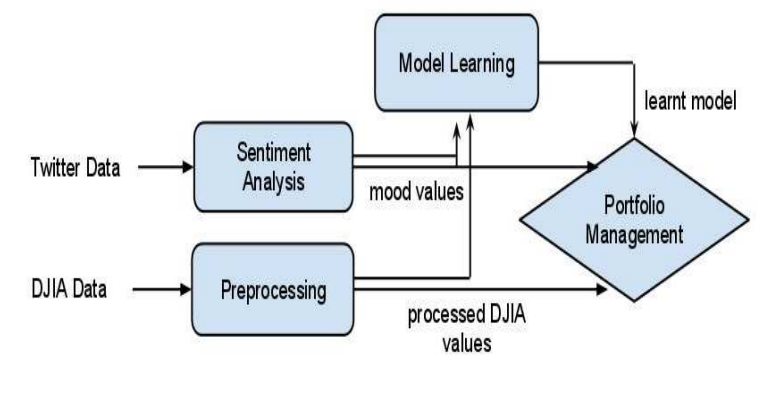 Model Learning
learnt model
Twitter Data
Sentiment
Analysis
mood values
Portfolio
Management
DJIA Data
Preprocessing
processed DJIA
values